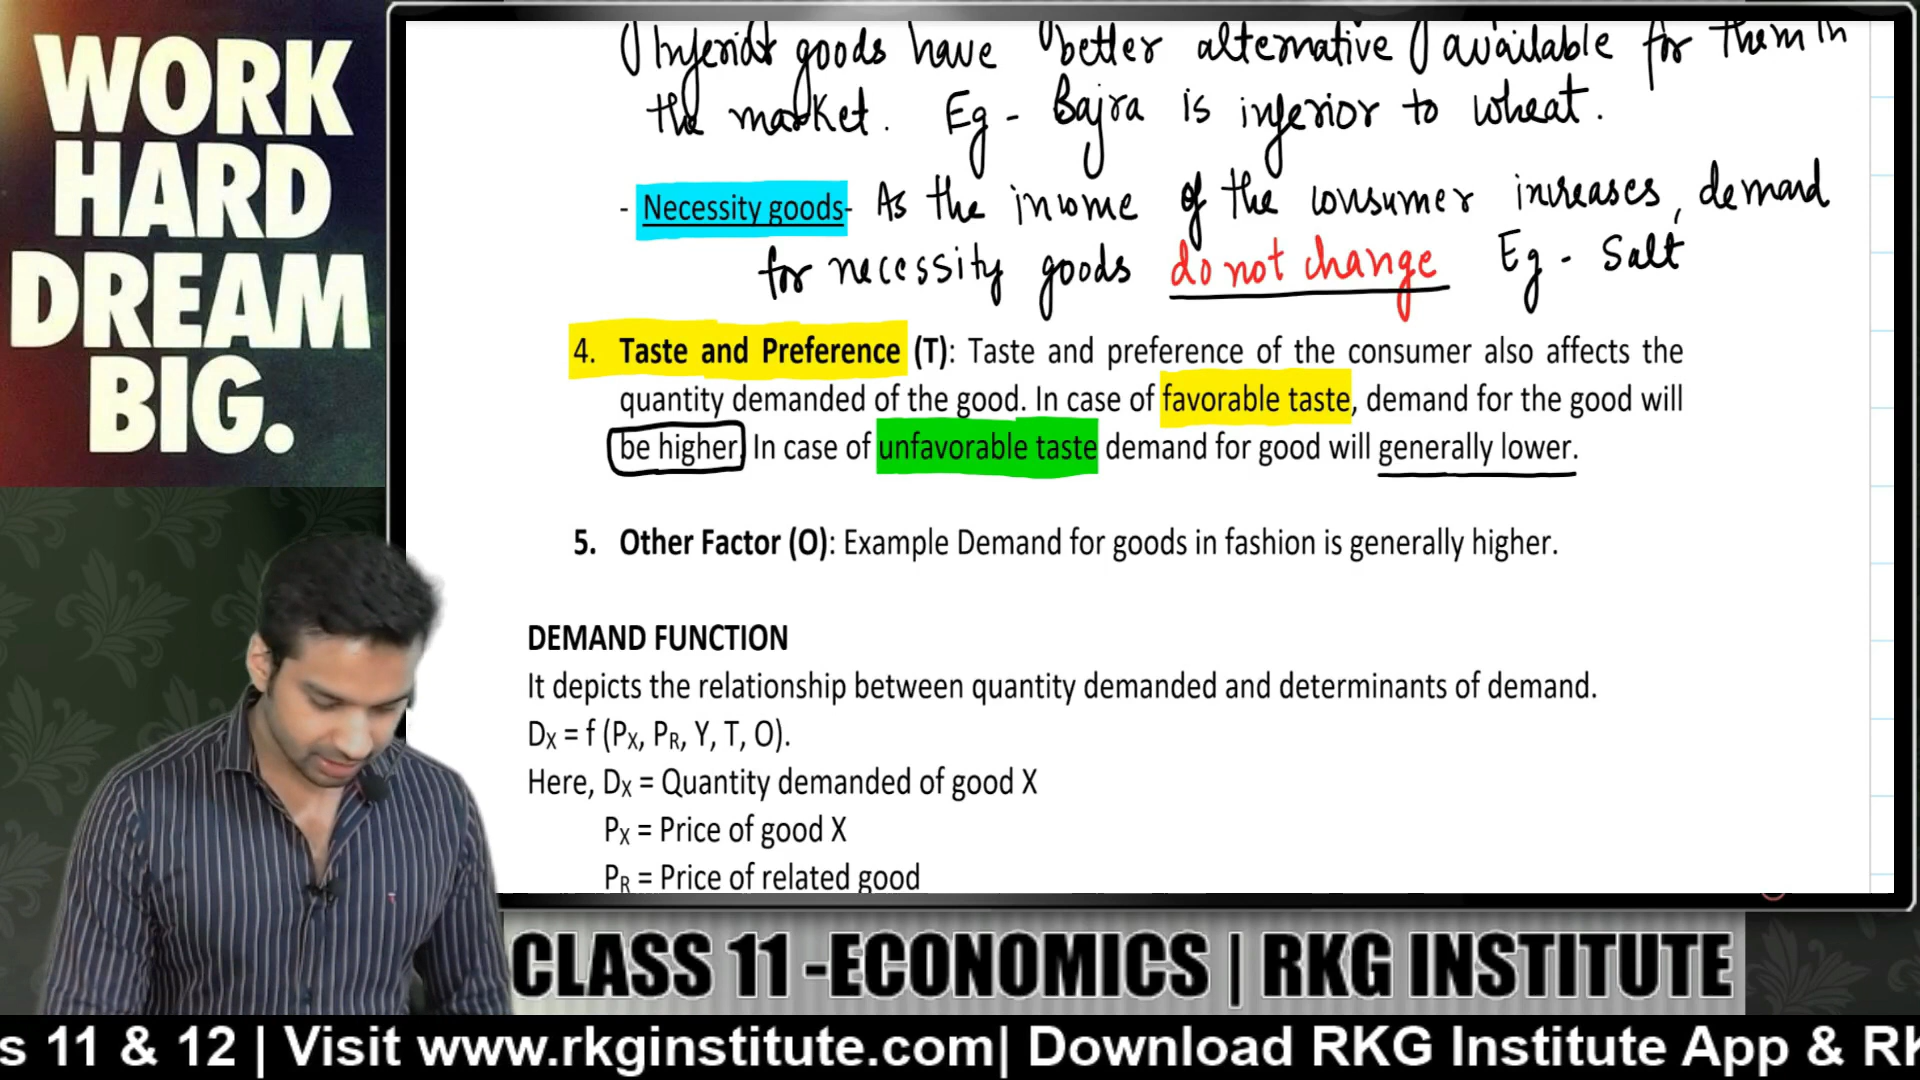 WORK
HARD
DREAM
BIG.
Inferior goods have better alternative available for them in
the market. Eg - Bajra is inferior to wheat.
- Necessity goods- As the income of the consumer increases, demand
for necessity goods do not change Eg - Salt
4. Taste and Preference (T): Taste and preference of the consumer also affects the
quantity demanded of the good. In case of favorable taste, demand for the good will
be higher. In case of unfavorable taste demand for good will generally lower.
5. Other Factor (O): Example Demand for goods in fashion is generally higher.
DEMAND FUNCTION
It depicts the relationship between quantity demanded and determinants of demand.
Dx = f (Px, PR, Y, T, O).
Here, Dx = Quantity demanded of good X
Px = Price of good X
PR = Price of related good
CLASS 11 -ECONOMICS | RKG INSTITUTE
s 11 & 12 | Visit www.rkginstitute.com| Download RKG Institute App & RK